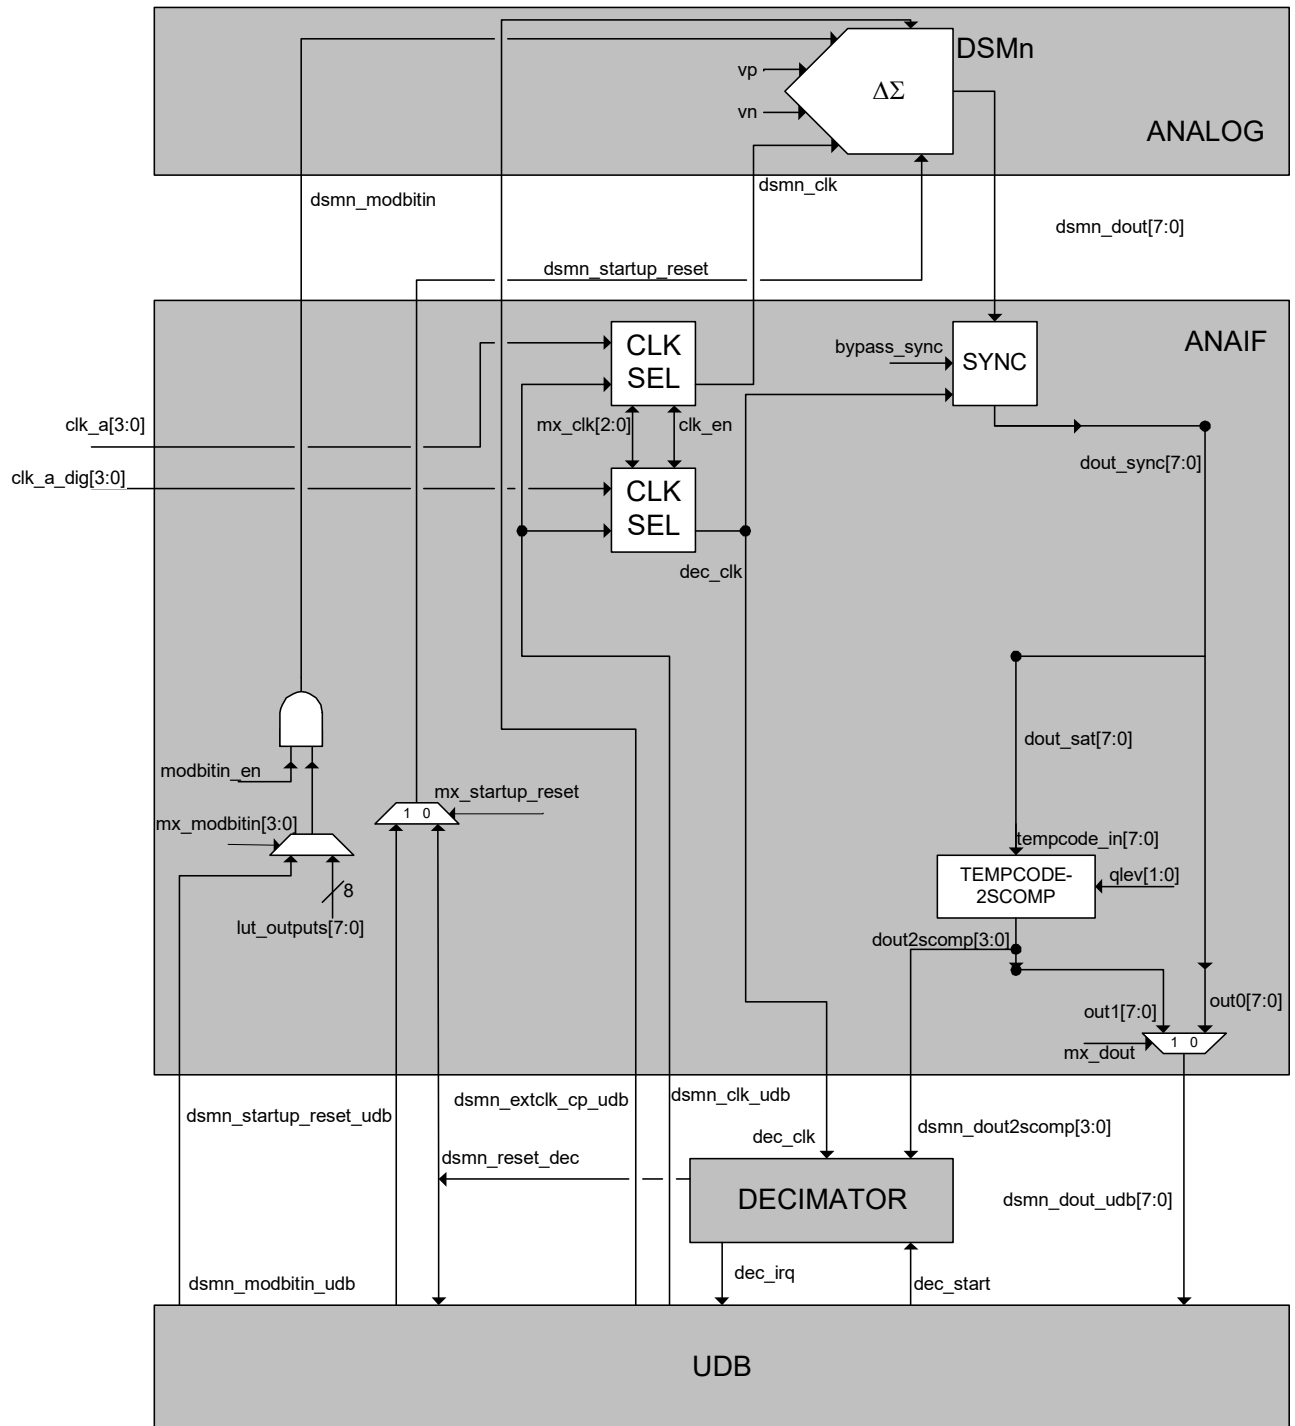 DSMn
vp
ΔΣ
vn
ANALOG
dsmn_modbitin
dsmn_clk
dsmn_dout[7:0]
dsmn_startup_reset
CLK
SEL
bypass_sync
SYNC
ANAIF
clk_a[3:0]
mx_clk[2:0]
clk_en
dout_sync[7:0]
clk_a_dig[3:0]
CLK
SEL
dec_clk
dout_sat[7:0]
modbitin_en
mx_startup_reset
1 0
mx_modbitin[3:0]
tempcode_in[7:0]
TEMPCODE-
2SCOMP
qlev[1:0]
8
lut_outputs[7:0]
dout2scomp[3:0]
out1[7:0]
out0[7:0]
1 0
mx_dout
dsmn_startup_reset_udb
dsmn_extclk_cp_udb
dsmn_clk_udb
dec_clk
dsmn_dout2scomp[3:0]
dsmn_reset_dec
DECIMATOR
dsmn_dout_udb[7:0]
dsmn_modbitin_udb
dec_irq
dec_start
UDB